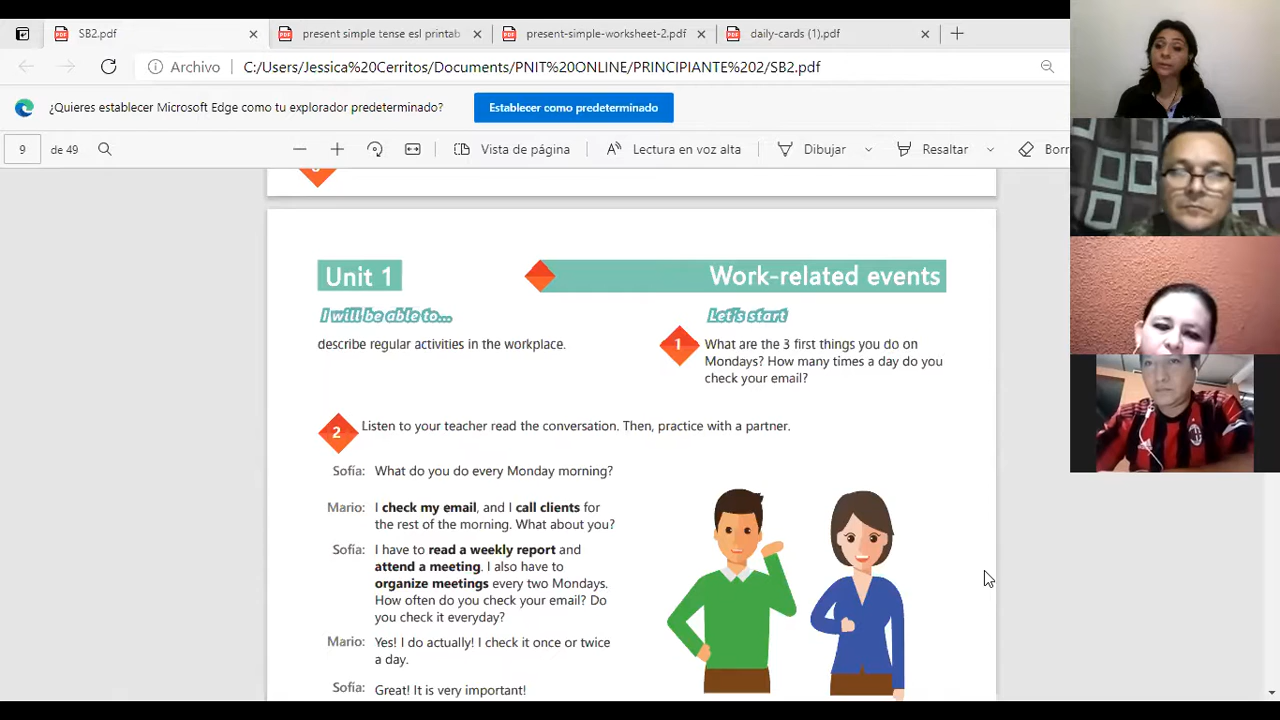 SB2.pdf
present simple tense esl printab
present-simple-worksheet-2.pdf
daily-cards (1).pdf
Archivo
C:/Users/Jessica%20Cerritos/Documents/PNIT%20ONLINE/PRINCIPIANTE%202/SB2.pdf
¿Quieres establecer Microsoft Edge como tu explorador predeterminado?
Establecer como predeterminado
9
de 49
Vista de página
Lectura en voz alta
Dibujar
Resaltar
Borr
Unit 1
Work-related events
I will be able to...
Let's start
describe regular activities in the workplace.
1
What are the 3 first things you do on
Mondays? How many times a day do you
check your email?
2
Listen to your teacher read the conversation. Then, practice with a partner.
Sofía: What do you do every Monday morning?
Mario: I check my email, and I call clients for
the rest of the morning. What about you?
Sofía: I have to read a weekly report and
attend a meeting. I also have to
organize meetings every two Mondays.
How often do you check your email? Do
you check it everyday?
Mario: Yes! I do actually! I check it once or twice
a day.
Sofía: Great! It is very important!